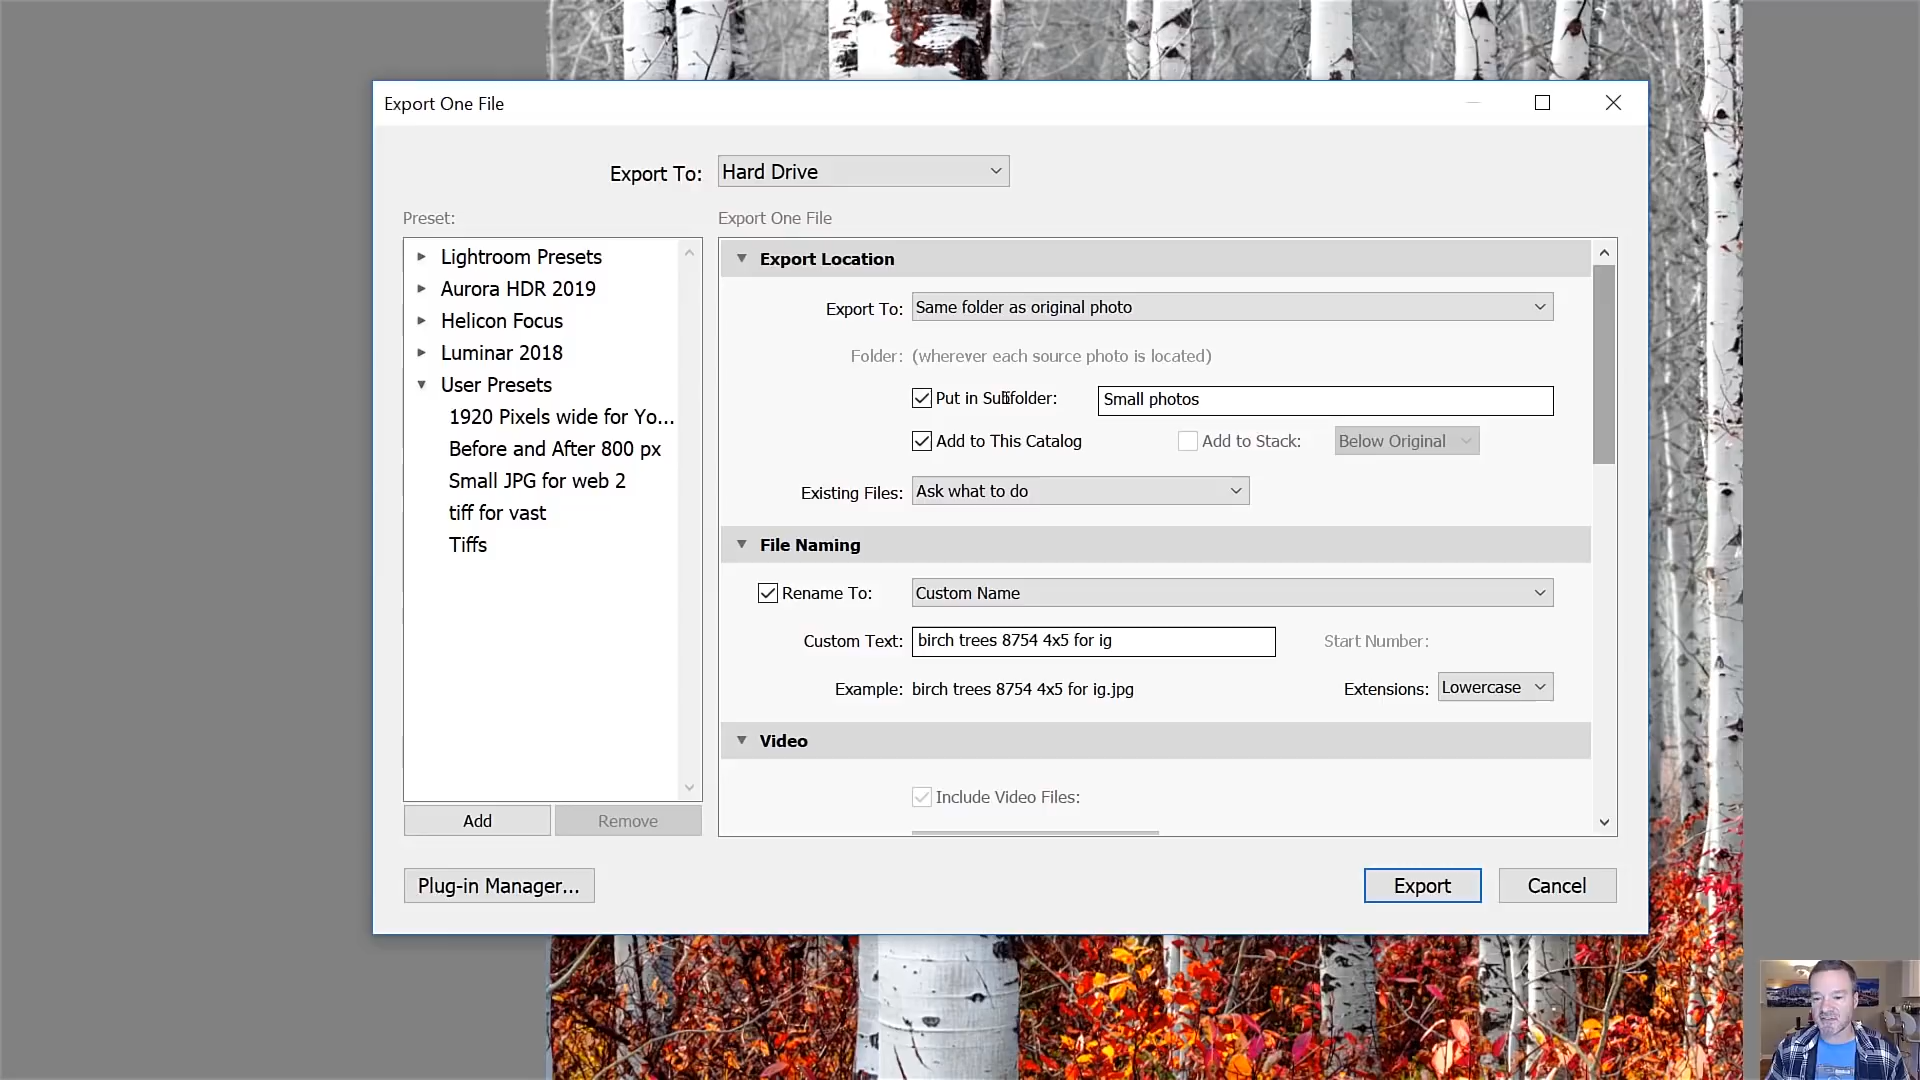 Export One File
Export To: Hard Drive
Preset:
Lightroom Presets
Aurora HDR 2019
Helicon Focus
Luminar 2018
User Presets
1920 Pixels wide for Yo...
Before and After 800 px
Small JPG for web 2
tiff for vast
Tiffs
Add Remove
Plug-in Manager...
Export One File
Export Location
Export To: Same folder as original photo
Folder: (wherever each source photo is located)
Put in Subfolder: Small photos
Add to This Catalog Add to Stack: Below Original
Existing Files: Ask what to do
File Naming
Rename To: Custom Name
Custom Text: birch trees 8754 4x5 for ig Start Number:
Example: birch trees 8754 4x5 for ig.jpg Extensions: Lowercase
Video
Include Video Files:
Export Cancel